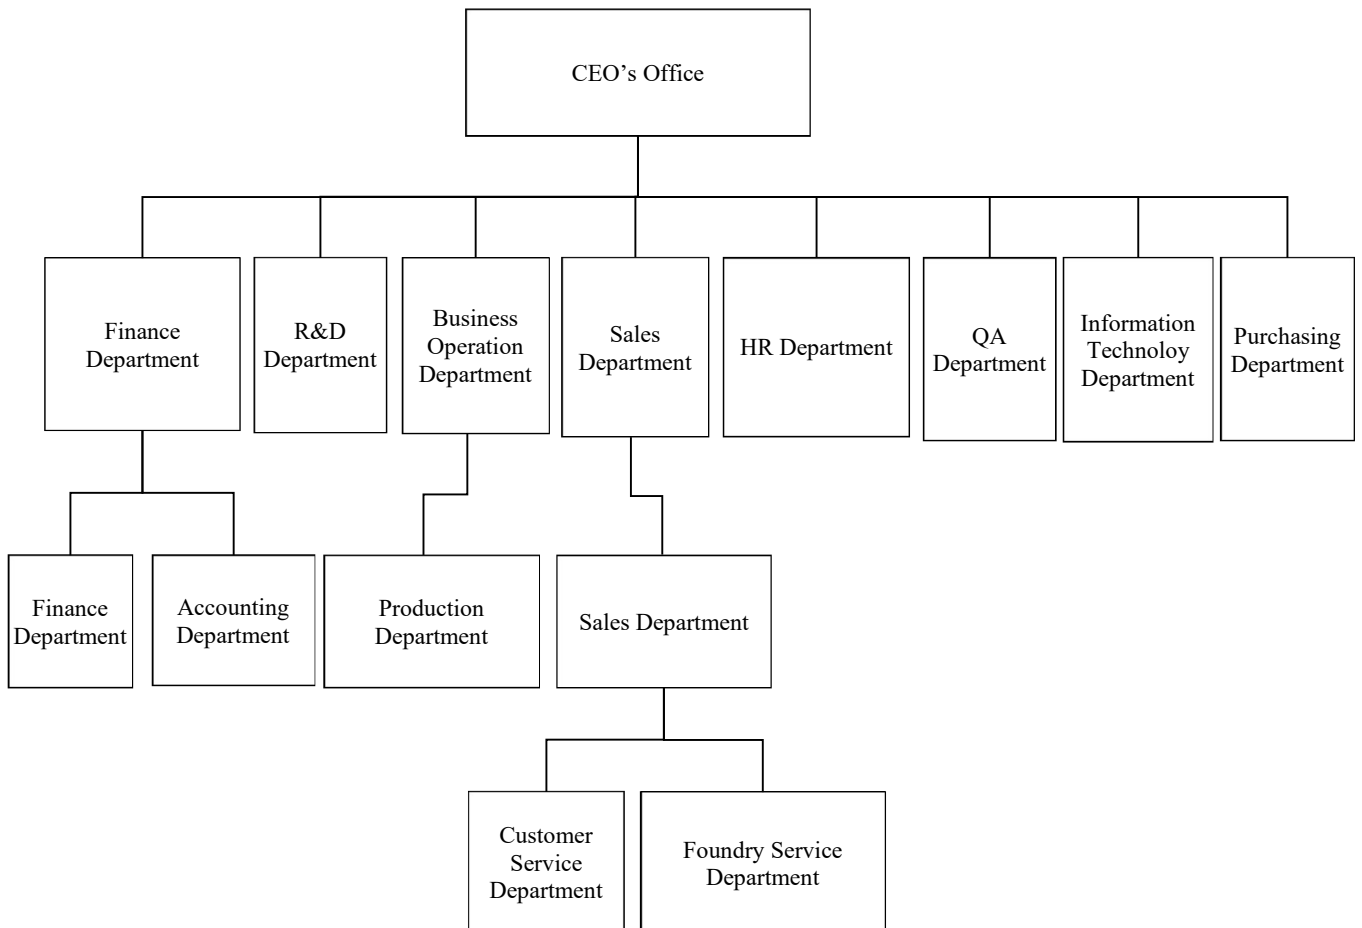 CEO’s Office
Finance
Department
R&D
Department
Business
Operation
Department
Sales
Department
HR Department
QA
Department
Information
Technoloy
Department
Purchasing
Department
Finance
Department
Accounting
Department
Production
Department
Sales Department
Customer
Service
Department
Foundry Service
Department